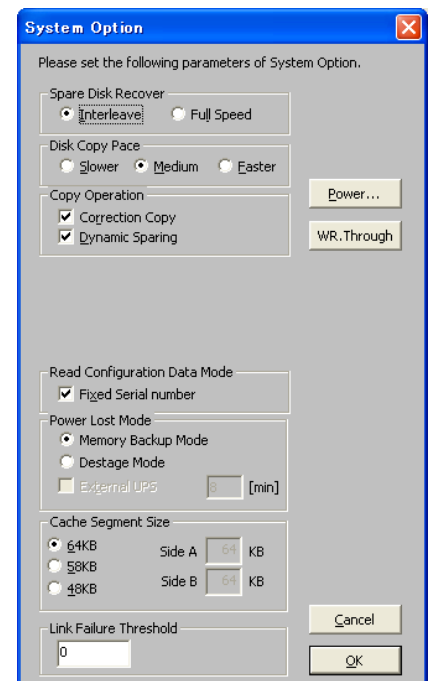 System Option
Please set the following parameters of System Option.
Spare Disk Recover
Interleave Full Speed
Disk Copy Pace
Slower Medium Faster
Copy Operation
Correction Copy
Dynamic Sparing
Power...
WR.Through
Read Configuration Data Mode
Fixed Serial number
Power Lost Mode
Memory Backup Mode
Destage Mode
External UPS 8 [min]
Cache Segment Size
64KB Side A 64 KB
58KB
48KB Side B 64 KB
Link Failure Threshold
0
Cancel
OK